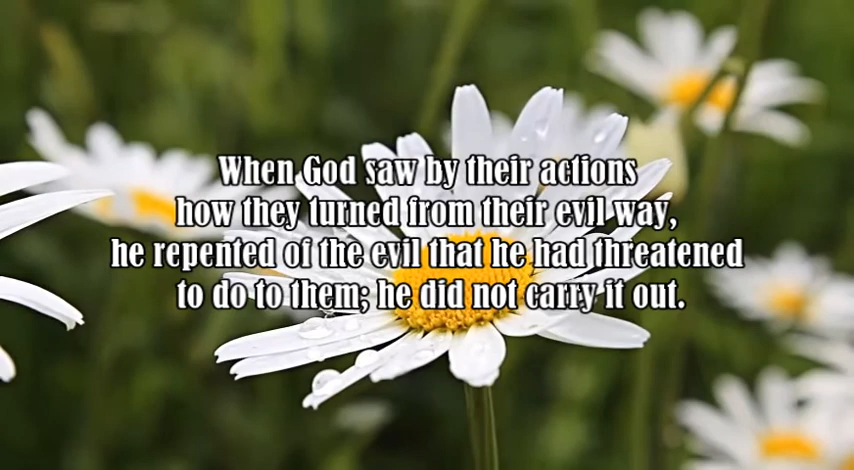 When God saw by their actions
how they turned from their evil way,
he repented of the evil that he had threatened
to do to them; he did not carry it out.